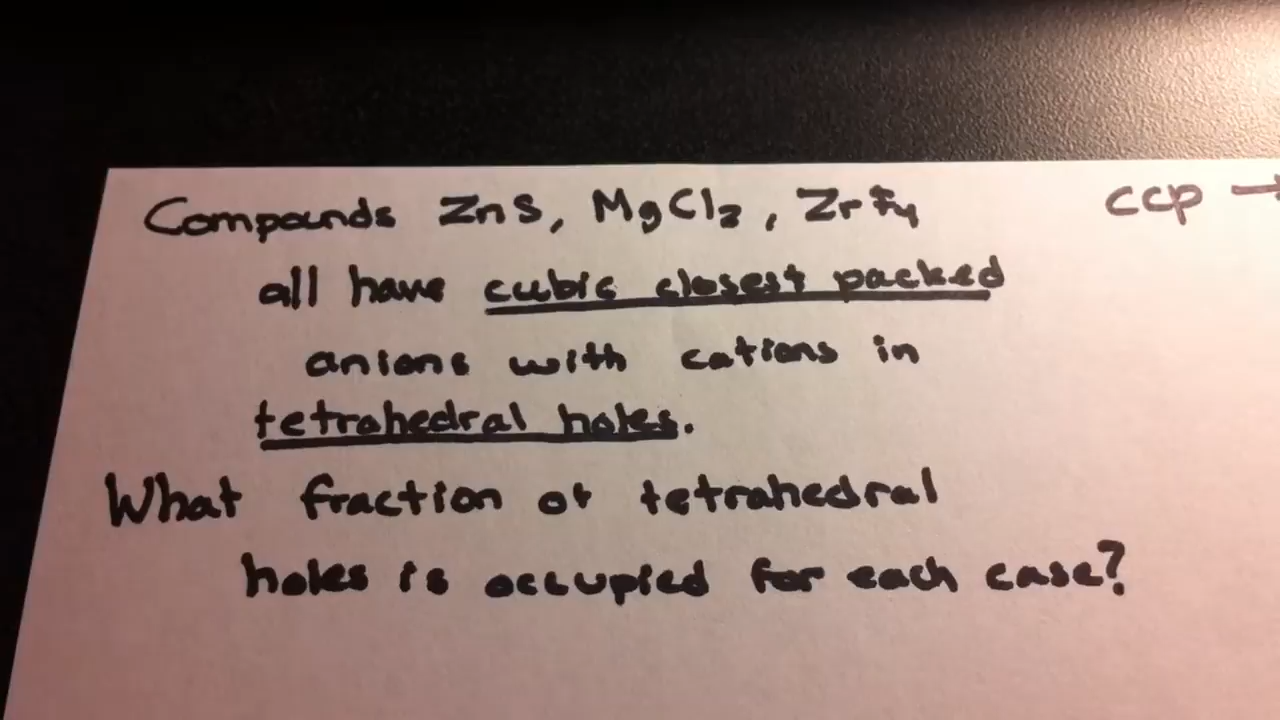 Compounds ZnS, MgCl₂, ZrF₄ ccp →
all have cubic closest packed
anions with cations in
tetrahedral holes.
What fraction of tetrahedral
holes is occupied for each case?